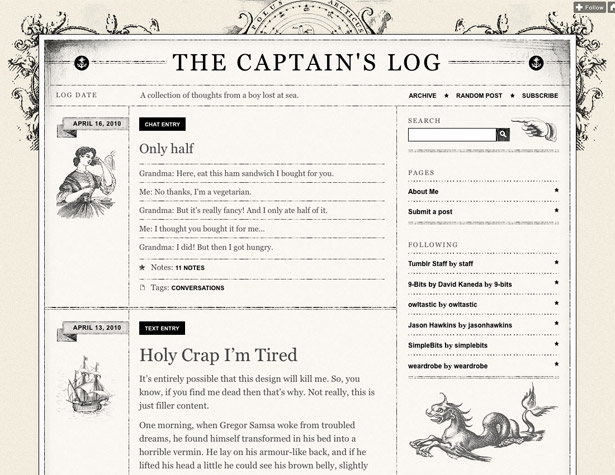 POLUS ARCTICUS
Follow
THE CAPTAIN'S LOG
LOG DATE
A collection of thoughts from a boy lost at sea.
ARCHIVE ★ RANDOM POST ★ SUBSCRIBE
APRIL 16, 2010
CHAT ENTRY
Only half
Grandma: Here, eat this ham sandwich I bought for you.
Me: No thanks, I'm a vegetarian.
Grandma: But it's really fancy! And I only ate half of it.
Me: I thought you bought it for me...
Grandma: I did! But then I got hungry.
Notes: 11 NOTES
Tags: CONVERSATIONS
APRIL 13, 2010
TEXT ENTRY
Holy Crap I'm Tired
It's entirely possible that this design will kill me. So, you
know, if you find me dead then that's why. Not really, this is
just filler content.
One morning, when Gregor Samsa woke from troubled
dreams, he found himself transformed in his bed into a
horrible vermin. He lay on his armour-like back, and if he
lifted his head a little he could see his brown belly, slightly
SEARCH
PAGES
About Me
Submit a post
FOLLOWING
Tumblr Staff by staff
9-Bits by David Kaneda by 9-bits
owltastic by owltastic
Jason Hawkins by jasonhawkins
SimpleBits by simplebits
weardrobe by weardrobe